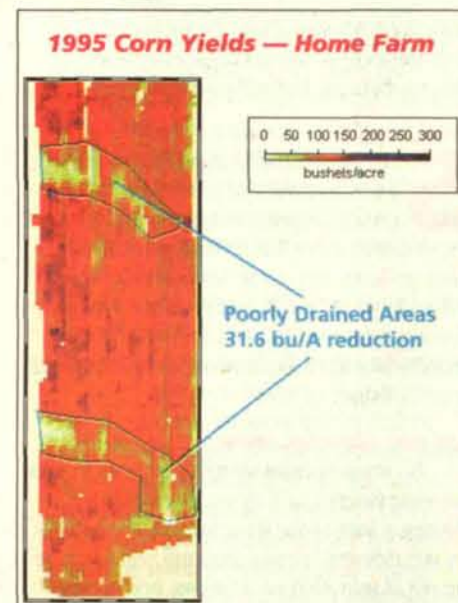 1995 Corn Yields — Home Farm
0 50 100 150 200 250 300
bushels/acre
Poorly Drained Areas
31.6 bu/A reduction